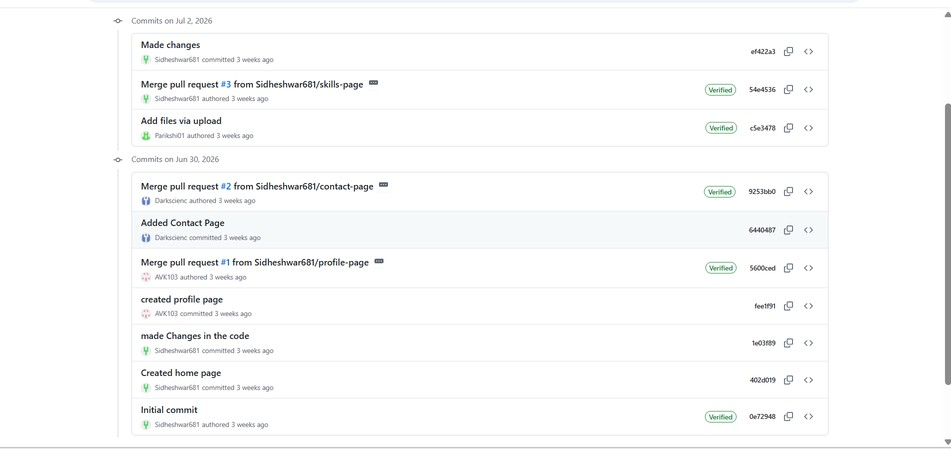 Commits on Jul 2, 2026
Made changes
Sidheshwar681 committed 3 weeks ago
ef422a3
Merge pull request #3 from Sidheshwar681/skills-page
Sidheshwar681 authored 3 weeks ago
Verified 54e4536
Add files via upload
Parikshi01 authored 3 weeks ago
Verified c5e3478
Commits on Jun 30, 2026
Merge pull request #2 from Sidheshwar681/contact-page
Darkscienc authored 3 weeks ago
Verified 9253bb0
Added Contact Page
Darkscienc committed 3 weeks ago
6440487
Merge pull request #1 from Sidheshwar681/profile-page
AVK103 authored 3 weeks ago
Verified 5600ced
created profile page
AVK103 committed 3 weeks ago
fee1f91
made Changes in the code
Sidheshwar681 committed 3 weeks ago
1e03f89
Created home page
Sidheshwar681 committed 3 weeks ago
402d019
Initial commit
Sidheshwar681 authored 3 weeks ago
Verified 0e72948